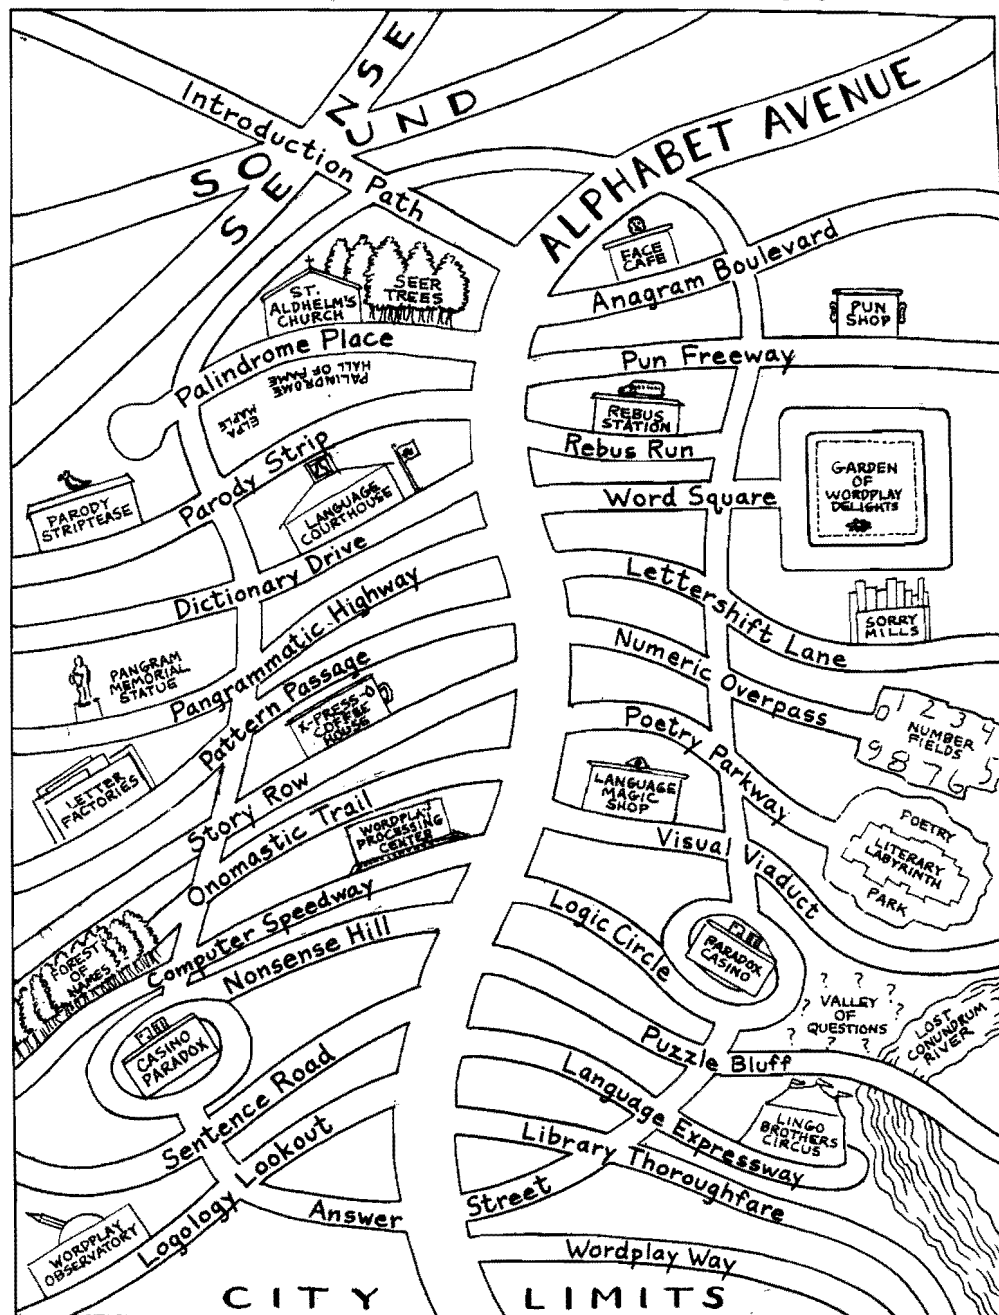 SENSE
SOUND
Introduction Path
ALPHABET AVENUE
FACE
CAFE
Anagram Boulevard
ST.
ALDHELM'S
CHURCH
SEER
TREES
PUN
SHOP
Palindrome Place
Pun Freeway
PALINDROME
HALL OF FAME
ELPA
MAPLE
REBUS
STATION
Rebus Run
Parody Strip
PARODY
STRIPTEASE
LANGUAGE
COURTHOUSE
Word Square
GARDEN
OF
WORDPLAY
DELIGHTS
Dictionary Drive
Lettershift Lane
SORRY
MILLS
Pangrammatic Highway
PANGRAM
MEMORIAL
STATUE
Numeric Overpass
0 1 2 3 4
NUMBER
FIELDS
9 8 7 6 5
Pattern Passage
X-PRESS-O
COFFEE
HOUSE
Poetry Parkway
LETTER
FACTORIES
LANGUAGE
MAGIC
SHOP
Story Row
POETRY
LITERARY
LABYRINTH
PARK
Onomastic Trail
WORDPLAY
PROCESSING
CENTER
Visual Viaduct
Computer Speedway
FOREST
OF
NAMES
Logic Circle
PARADOX
CASINO
Nonsense Hill
? ? ?
? VALLEY ?
OF
? QUESTIONS ?
? ?
LOST
CONUNDRUM
RIVER
CASINO
PARADOX
Puzzle Bluff
Sentence Road
Language Expressway
LINGO
BROTHERS
CIRCUS
Library Thoroughfare
Logology Lookout
Answer Street
WORDPLAY
OBSERVATORY
Wordplay Way
CITY LIMITS